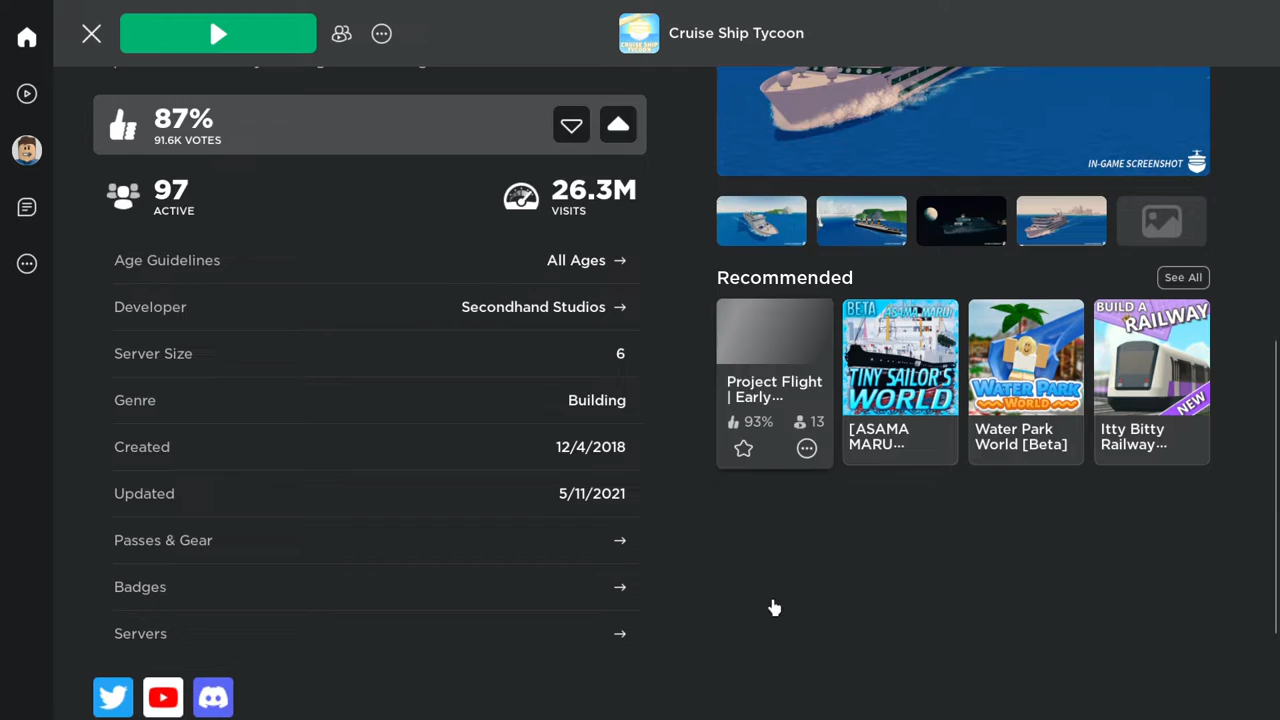 Cruise Ship Tycoon
87%
91.6K VOTES
97
ACTIVE
26.3M
VISITS
Age Guidelines
All Ages →
Developer
Secondhand Studios →
Server Size
6
Genre
Building
Created
12/4/2018
Updated
5/11/2021
Passes & Gear →
Badges →
Servers →
IN-GAME SCREENSHOT
Recommended
See All
Project Flight
| Early...
93%
13
BETA
ASAMA MARU
TINY SAILOR'S
WORLD
[ASAMA
MARU...
WATER PARK
WORLD
Water Park
World [Beta]
BUILD A
RAILWAY
NEW
Itty Bitty
Railway...